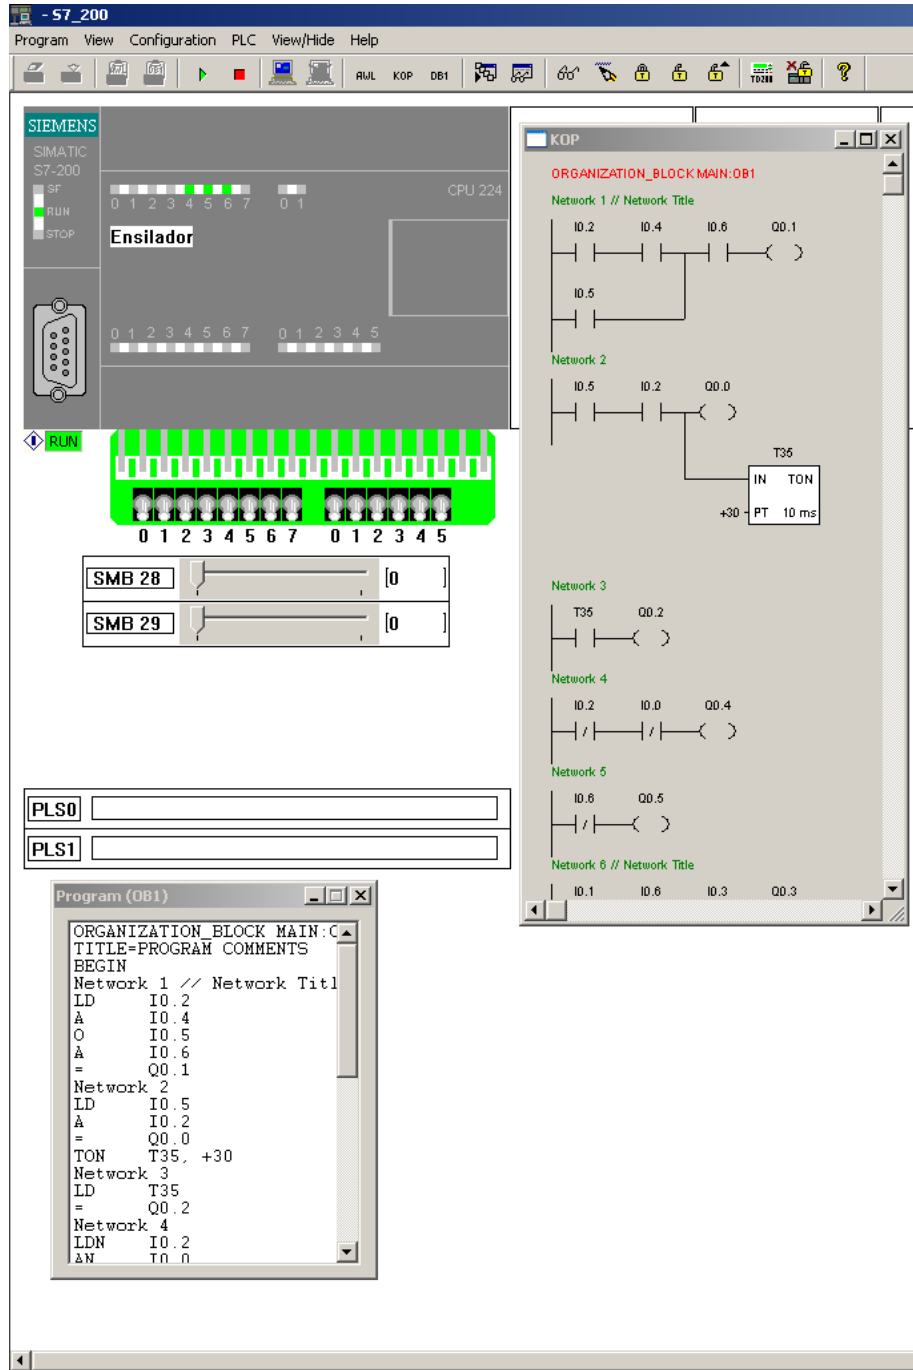 - S7_200
Program View Configuration PLC View/Hide Help
AWL KOP DB1 TD200
SIEMENS
SIMATIC
S7-200
SF
RUN
STOP
CPU 224
0 1 2 3 4 5 6 7 0 1
Ensilador
0 1 2 3 4 5 6 7 0 1 2 3 4 5
RUN
0 1 2 3 4 5 6 7 0 1 2 3 4 5
SMB 28 [0 ]
SMB 29 [0 ]
PLS0
PLS1
KOP
ORGANIZATION_BLOCK MAIN:OB1
Network 1 // Network Title
I0.2 I0.4 I0.6 Q0.1
I0.5
Network 2
I0.5 I0.2 Q0.0
T35
IN TON
+30 PT 10 ms
Network 3
T35 Q0.2
Network 4
I0.2 I0.0 Q0.4
Network 5
I0.6 Q0.5
Network 6 // Network Title
I0.1 I0.6 I0.3 Q0.3
Program (OB1)
ORGANIZATION_BLOCK MAIN:O
TITLE=PROGRAM COMMENTS
BEGIN
Network 1 // Network Titl
LD I0.2
A I0.4
O I0.5
A I0.6
= Q0.1
Network 2
LD I0.5
A I0.2
= Q0.0
TON T35, +30
Network 3
LD T35
= Q0.2
Network 4
LDN I0.2
AN I0.0